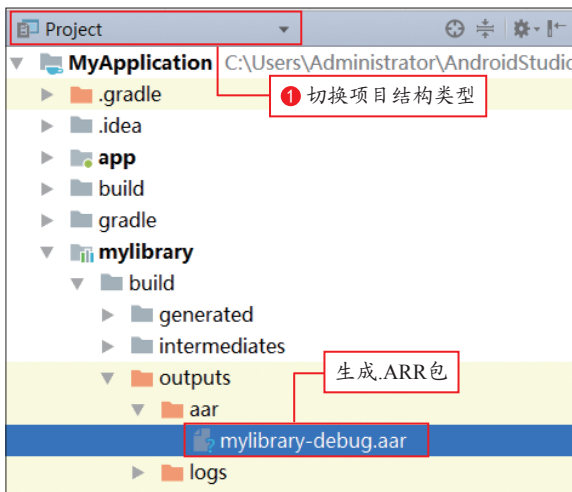 Project
MyApplication C:\Users\Administrator\AndroidStudio
.gradle
1 切换项目结构类型
.idea
app
build
gradle
mylibrary
build
generated
intermediates
outputs
生成.ARR包
aar
mylibrary-debug.aar
logs